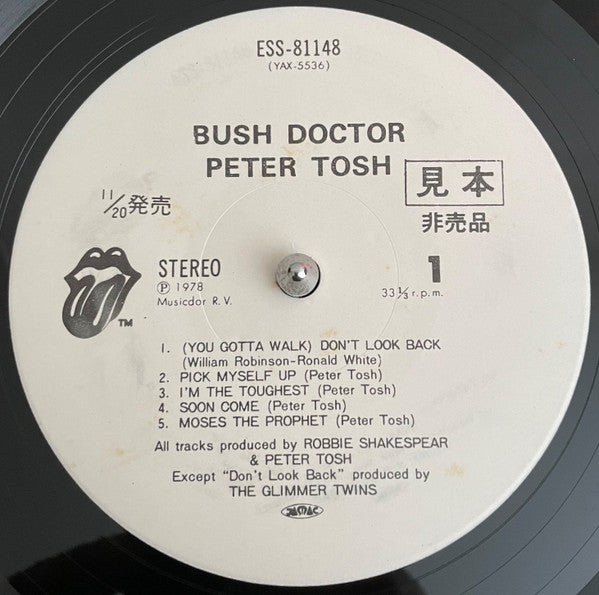 ESS-81148
(YAX-5536)
BUSH DOCTOR
PETER TOSH
見本
11/20発売
非売品
STEREO
Ⓟ 1978
Musicdor R. V.
1
33⅓ r.p.m.
TM
1. (YOU GOTTA WALK) DON'T LOOK BACK
(William Robinson-Ronald White)
2. PICK MYSELF UP (Peter Tosh)
3. I'M THE TOUGHEST (Peter Tosh)
4. SOON COME (Peter Tosh)
5. MOSES THE PROPHET (Peter Tosh)
All tracks produced by ROBBIE SHAKESPEAR
& PETER TOSH
Except "Don't Look Back" produced by
THE GLIMMER TWINS
JASRAC